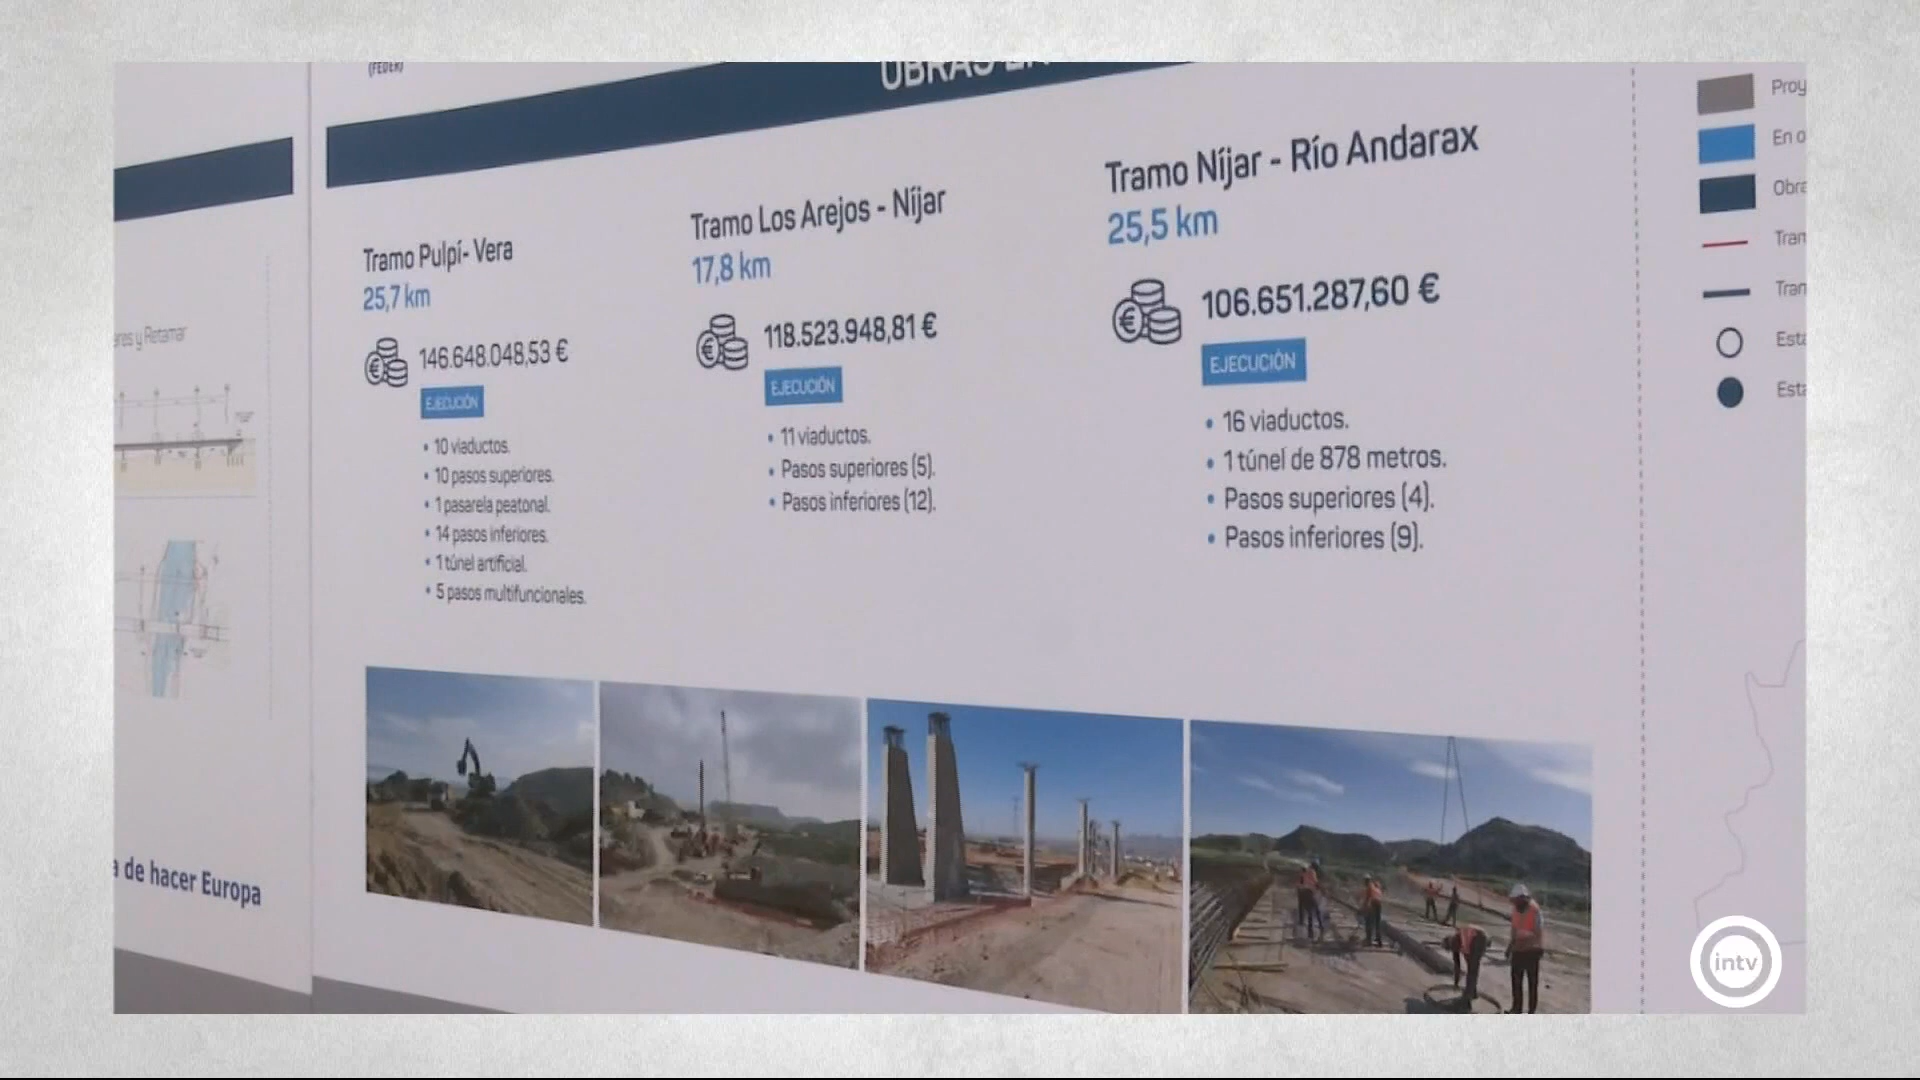 (FEDER)
OBRAS EN
y Retamar
a de hacer Europa
Tramo Pulpí- Vera
25,7 km
146.648.048,53 €
EJECUCIÓN
• 10 viaductos.
• 10 pasos superiores.
• 1 pasarela peatonal.
• 14 pasos inferiores.
• 1 túnel artificial.
• 5 pasos multifuncionales.
Tramo Los Arejos - Níjar
17,8 km
118.523.948,81 €
EJECUCIÓN
• 11 viaductos.
• Pasos superiores (5).
• Pasos inferiores (12).
Tramo Níjar - Río Andarax
25,5 km
106.651.287,60 €
EJECUCIÓN
• 16 viaductos.
• 1 túnel de 878 metros.
• Pasos superiores (4).
• Pasos inferiores (9).
Proy
En o
Obra
Tram
Tram
Esta
Esta
intv